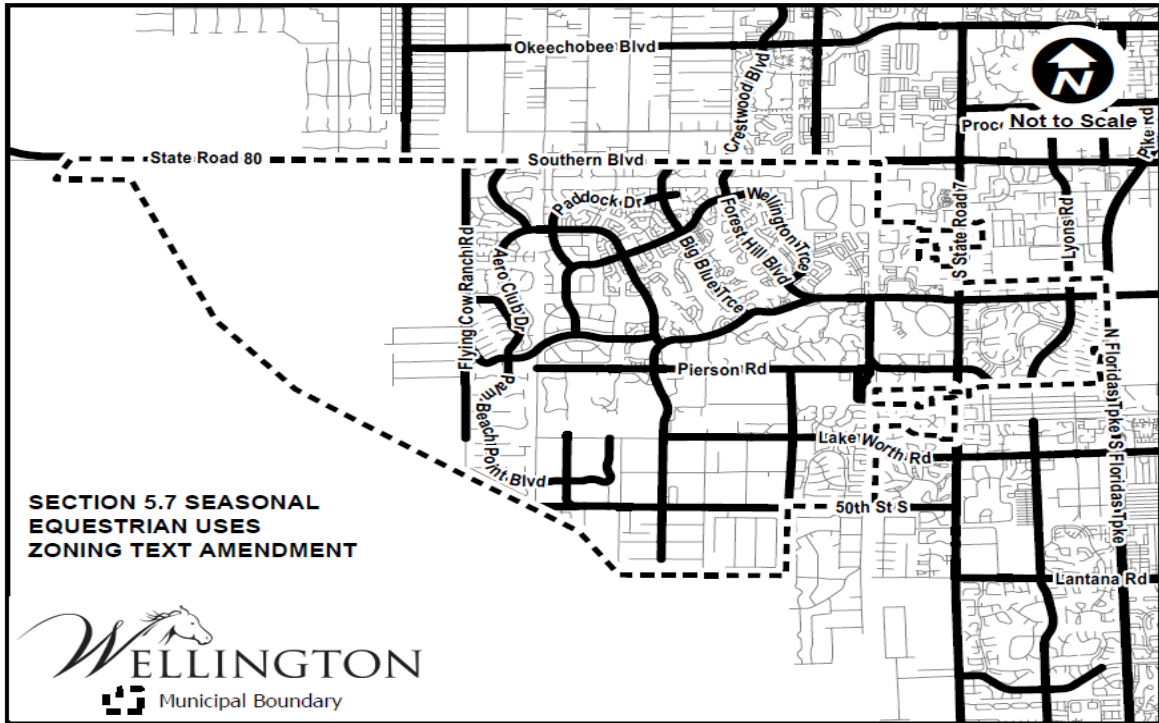 Okeechobee Blvd
Crestwood Blvd
N
Not to Scale
Pike Rd
State Road 80
Southern Blvd
Paddock Dr
Wellington Trce
Forest Hill Blvd
Big Blue Trce
Flying Cow Ranch Rd
Aero Club Dr
S State Road 7
Lyons Rd
Pierson Rd
N Floridas Tpke
S Floridas Tpke
Palm Beach Point Blvd
Lake Worth Rd
50th St S
Lantana Rd
SECTION 5.7 SEASONAL
EQUESTRIAN USES
ZONING TEXT AMENDMENT
WELLINGTON
Municipal Boundary